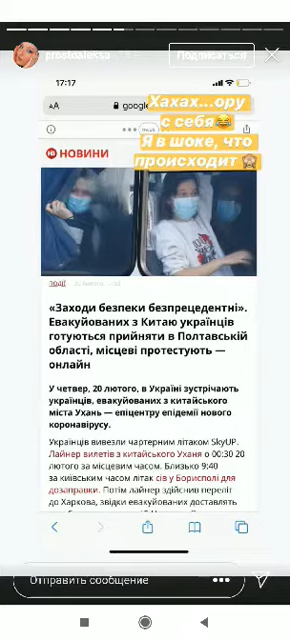 prostoaleksa
Подписаться
17:17
AA
google
Хахах...ору
с себя😂
Я в шоке, что
происходит 🙈
НОВИНИ
ПОДІЇ
«Заходи безпеки безпрецедентні».
Евакуйованих з Китаю українців
готуються прийняти в Полтавській
області, місцеві протестують —
онлайн
У четвер, 20 лютого, в Україні зустрічають
українців, евакуйованих з китайського
міста Ухань — епіцентру епідемії нового
коронавірусу.
Українців вивезли чартерним літаком SkyUP.
Лайнер вилетів з китайського Уханя о 00:30 20
лютого за місцевим часом. Близько 9:40
за київським часом літак сів у Борисполі для
дозаправки. Потім лайнер здійснив переліт
до Харкова, звідки евакуйованих доставлять
Отправить сообщение